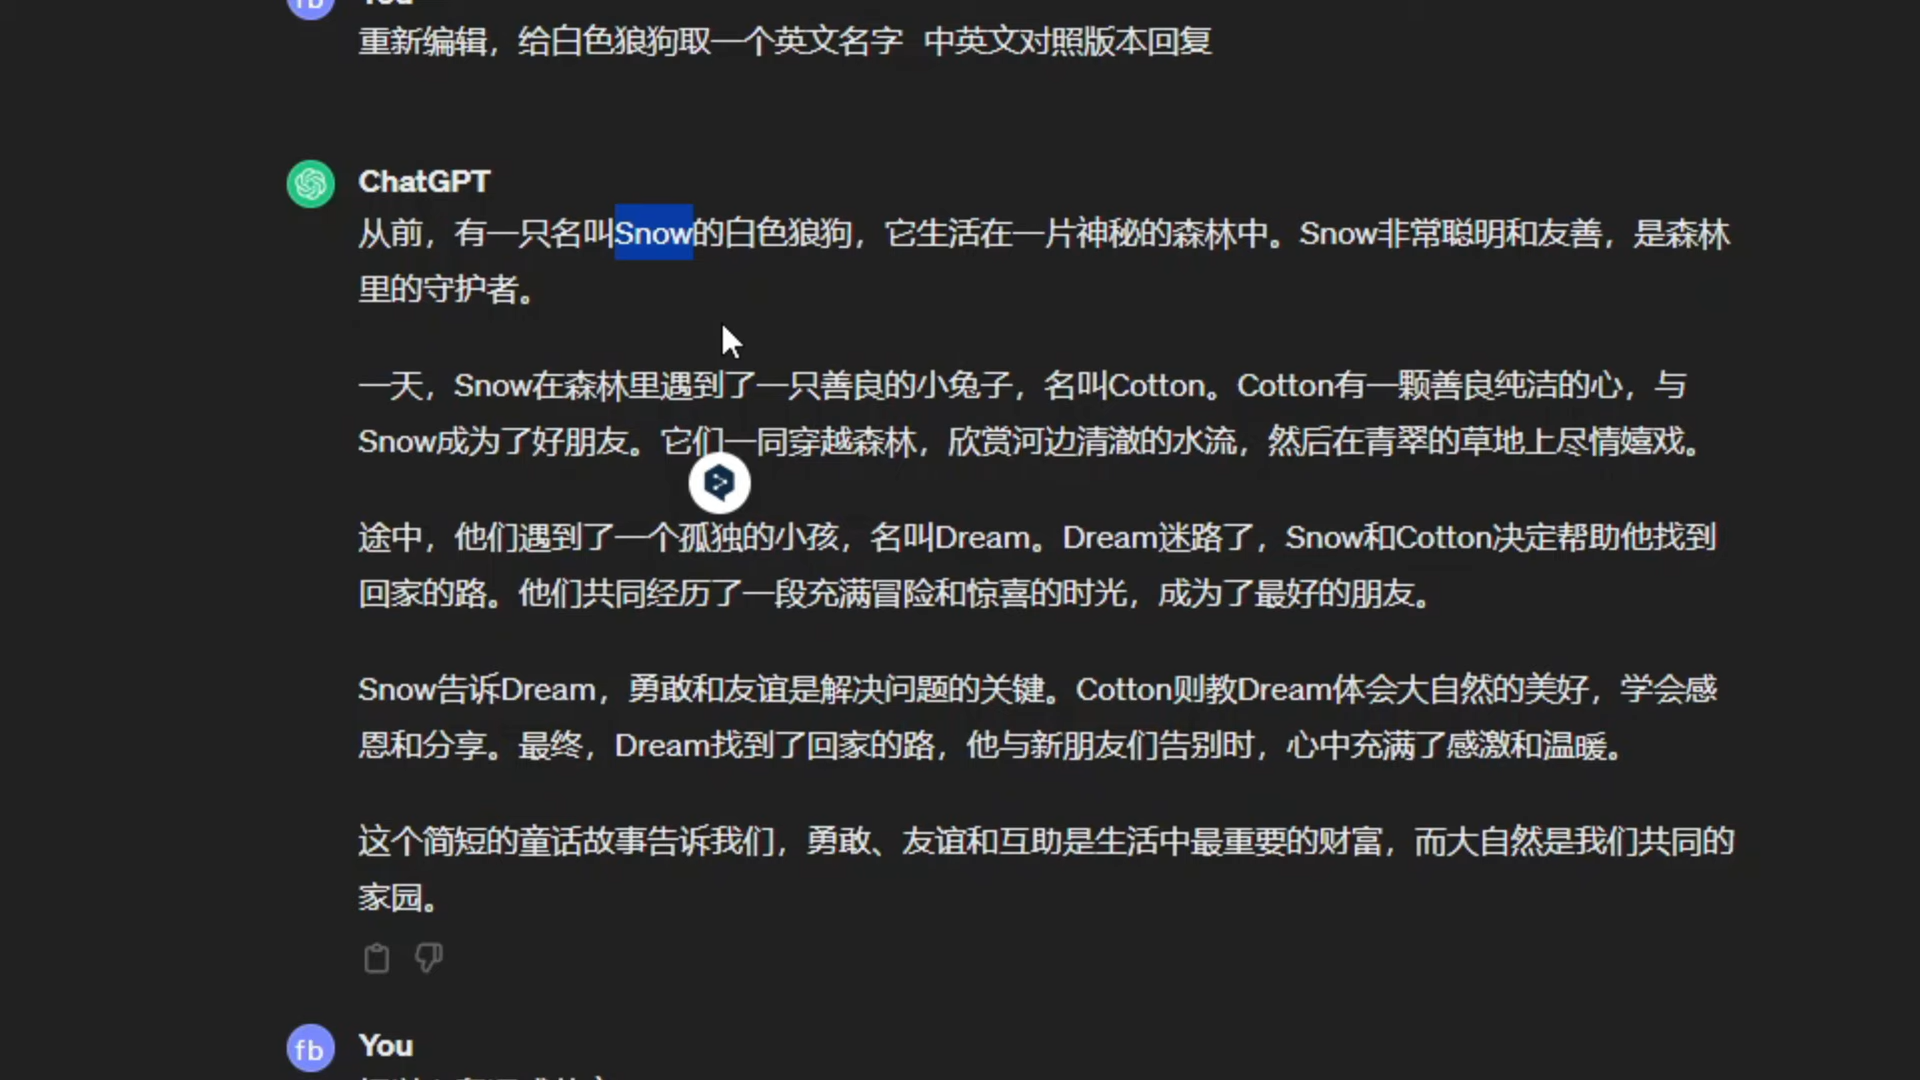 You
重新编辑，给白色狼狗取一个英文名字 中英文对照版本回复
ChatGPT
从前，有一只名叫Snow的白色狼狗，它生活在一片神秘的森林中。Snow非常聪明和友善，是森林
里的守护者。
一天，Snow在森林里遇到了一只善良的小兔子，名叫Cotton。Cotton有一颗善良纯洁的心，与
Snow成为了好朋友。它们一同穿越森林，欣赏河边清澈的水流，然后在青翠的草地上尽情嬉戏。
途中，他们遇到了一个孤独的小孩，名叫Dream。Dream迷路了，Snow和Cotton决定帮助他找到
回家的路。他们共同经历了一段充满冒险和惊喜的时光，成为了最好的朋友。
Snow告诉Dream，勇敢和友谊是解决问题的关键。Cotton则教Dream体会大自然的美好，学会感
恩和分享。最终，Dream找到了回家的路，他与新朋友们告别时，心中充满了感激和温暖。
这个简短的童话故事告诉我们，勇敢、友谊和互助是生活中最重要的财富，而大自然是我们共同的
家园。
fb
You